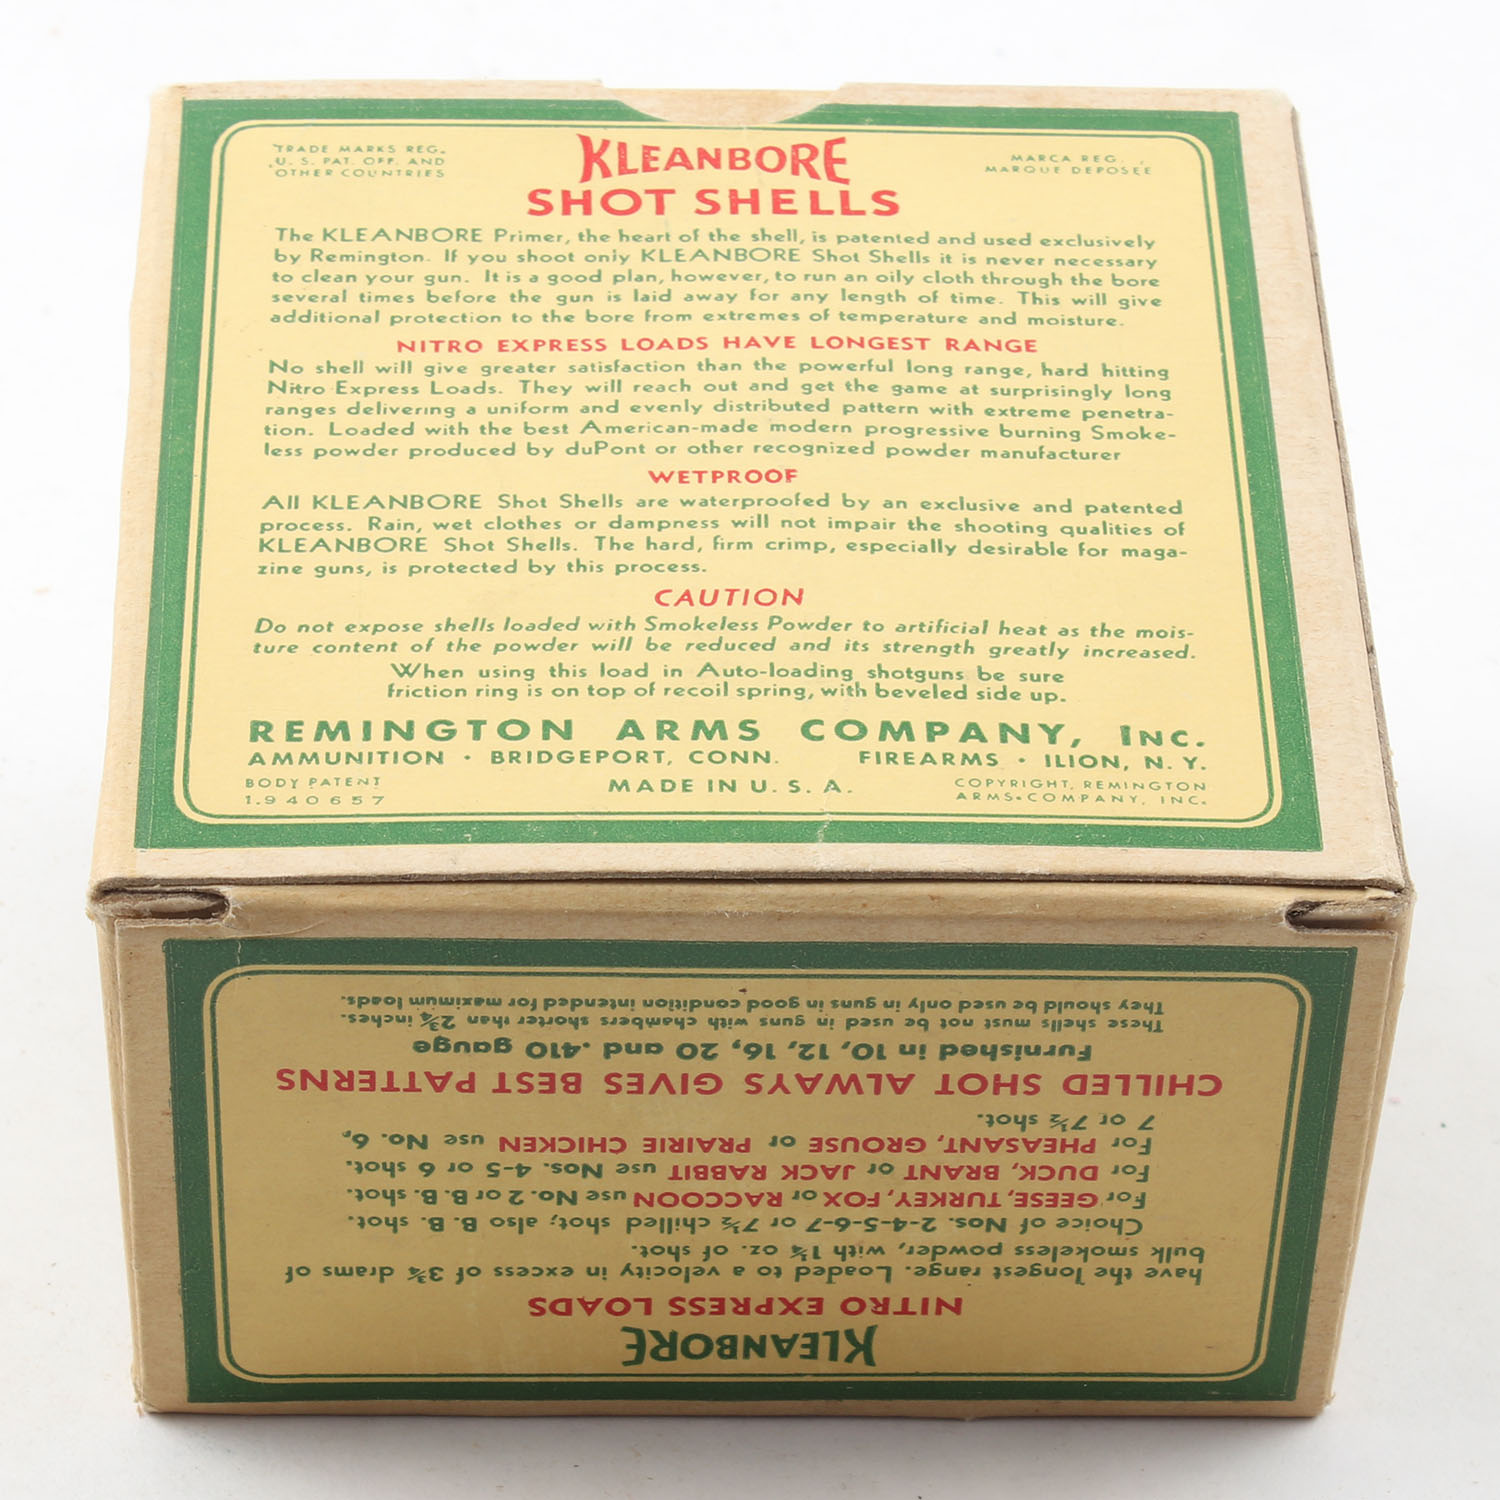 TRADE MARKS REG.
U. S. PAT. OFF. AND
OTHER COUNTRIES
KLEANBORE
SHOT SHELLS
MARCA REG.
MARQUE DEPOSEE
The KLEANBORE Primer, the heart of the shell, is patented and used exclusively
by Remington. If you shoot only KLEANBORE Shot Shells it is never necessary
to clean your gun. It is a good plan, however, to run an oily cloth through the bore
several times before the gun is laid away for any length of time. This will give
additional protection to the bore from extremes of temperature and moisture.
NITRO EXPRESS LOADS HAVE LONGEST RANGE
No shell will give greater satisfaction than the powerful long range, hard hitting
Nitro Express Loads. They will reach out and get the game at surprisingly long
ranges delivering a uniform and evenly distributed pattern with extreme penetra-
tion. Loaded with the best American-made modern progressive burning Smoke-
less powder produced by duPont or other recognized powder manufacturer
WETPROOF
All KLEANBORE Shot Shells are waterproofed by an exclusive and patented
process. Rain, wet clothes or dampness will not impair the shooting qualities of
KLEANBORE Shot Shells. The hard, firm crimp, especially desirable for maga-
zine guns, is protected by this process.
CAUTION
Do not expose shells loaded with Smokeless Powder to artificial heat as the mois-
ture content of the powder will be reduced and its strength greatly increased.
When using this load in Auto-loading shotguns be sure
friction ring is on top of recoil spring, with beveled side up.
REMINGTON ARMS COMPANY, INC.
AMMUNITION • BRIDGEPORT, CONN. FIREARMS • ILION, N. Y.
BODY PATENT
1.940657
MADE IN U. S. A.
COPYRIGHT, REMINGTON
ARMS COMPANY, INC.
KLEANBORE
NITRO EXPRESS LOADS
have the longest range. Loaded to a velocity in excess of 3¾ drams of
bulk smokeless powder, with 1¼ oz. of shot.
Choice of Nos. 2-4-5-6-7 or 7½ chilled shot; also B. B. shot.
For GEESE, TURKEY, FOX or RACCOON use No. 2 or B. B. shot.
For DUCK, BRANT or JACK RABBIT use Nos. 4-5 or 6 shot.
For PHEASANT, GROUSE or PRAIRIE CHICKEN use No. 6,
7 or 7½ shot.
CHILLED SHOT ALWAYS GIVES BEST PATTERNS
Furnished in 10, 12, 16, 20 and .410 gauge
These shells must not be used in guns with chambers shorter than 2¾ inches.
They should be used only in guns in good condition intended for maximum loads.